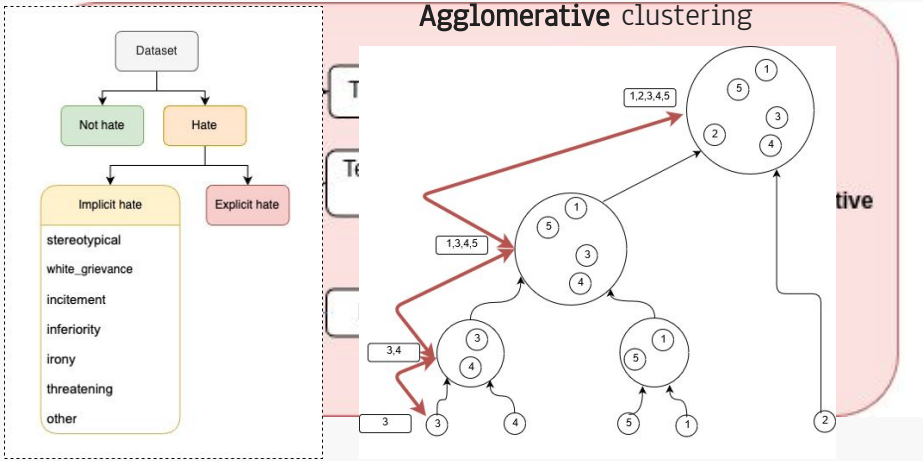 Agglomerative clustering
Dataset
Not hate
Hate
Implicit hate
Explicit hate
stereotypical
white_grievance
incitement
inferiority
irony
threatening
other
T
Te
tive
1,2,3,4,5
1
5
3
2
4
1,3,4,5
1
5
3
4
3,4
3
4
1
5
3
3
4
5
1
2